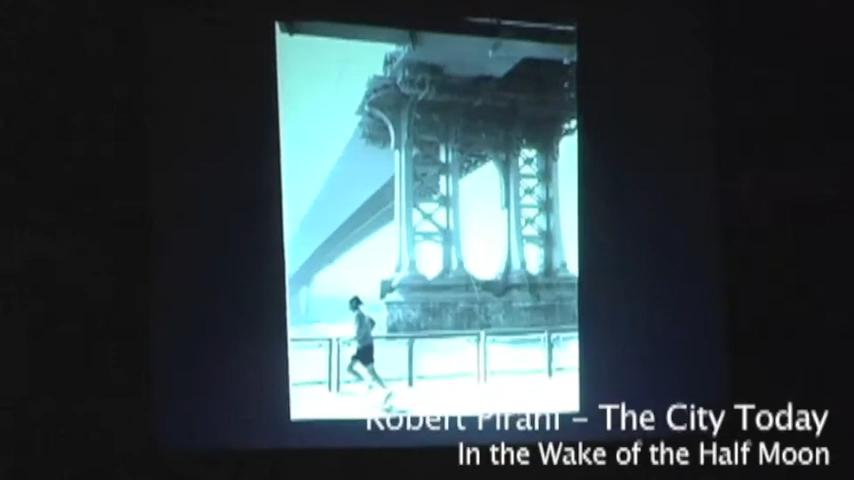 Robert Pirani – The City Today
In the Wake of the Half Moon